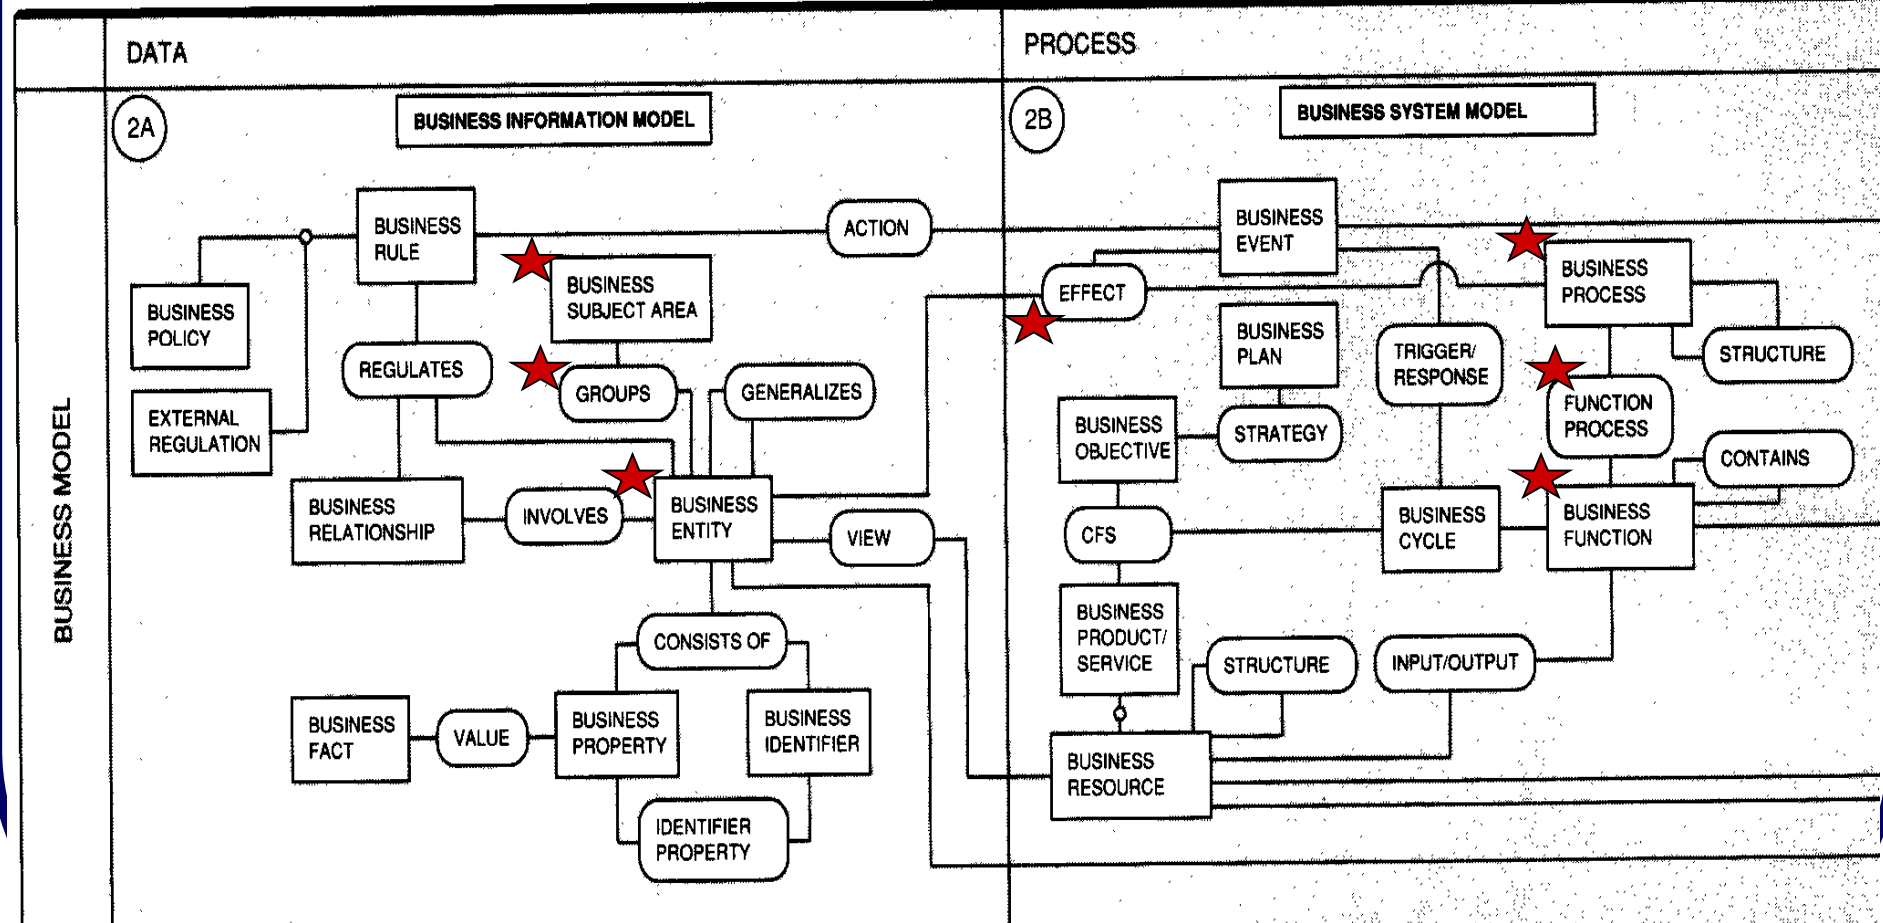 DATA
PROCESS
BUSINESS MODEL
2A
BUSINESS INFORMATION MODEL
BUSINESS
RULE
ACTION
BUSINESS
SUBJECT AREA
BUSINESS
POLICY
REGULATES
GROUPS
GENERALIZES
EXTERNAL
REGULATION
BUSINESS
RELATIONSHIP
INVOLVES
BUSINESS
ENTITY
VIEW
CONSISTS OF
BUSINESS
FACT
VALUE
BUSINESS
PROPERTY
BUSINESS
IDENTIFIER
IDENTIFIER
PROPERTY
2B
BUSINESS SYSTEM MODEL
BUSINESS
EVENT
BUSINESS
PROCESS
EFFECT
BUSINESS
PLAN
TRIGGER/
RESPONSE
STRUCTURE
FUNCTION
PROCESS
BUSINESS
OBJECTIVE
STRATEGY
CONTAINS
CFS
BUSINESS
CYCLE
BUSINESS
FUNCTION
BUSINESS
PRODUCT/
SERVICE
STRUCTURE
INPUT/OUTPUT
BUSINESS
RESOURCE